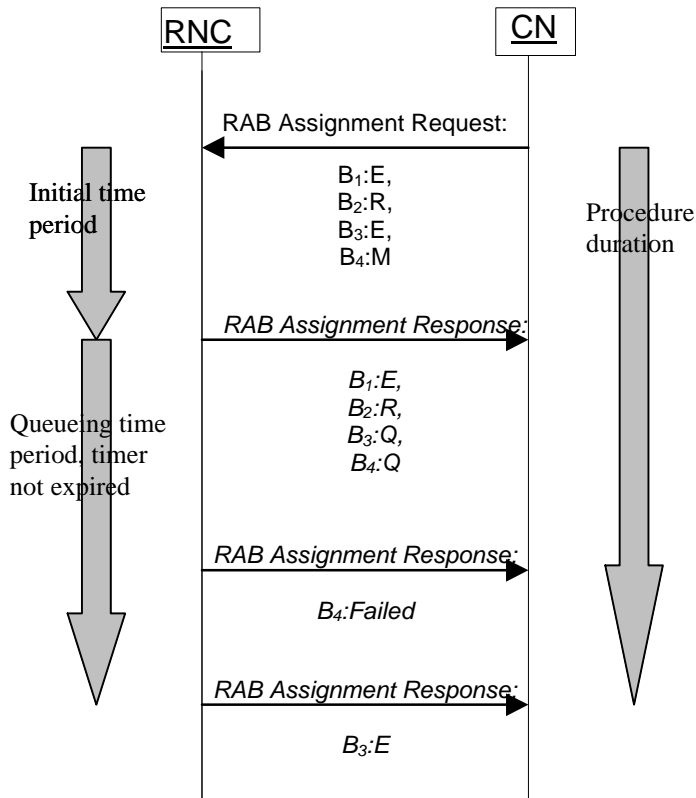 RNC
CN
RAB Assignment Request:
B₁:E,
B₂:R,
B₃:E,
B₄:M
Initial time
period
Procedure
duration
RAB Assignment Response:
B₁:E,
B₂:R,
B₃:Q,
B₄:Q
Queueing time
period, timer
not expired
RAB Assignment Response:
B₄:Failed
RAB Assignment Response:
B₃:E